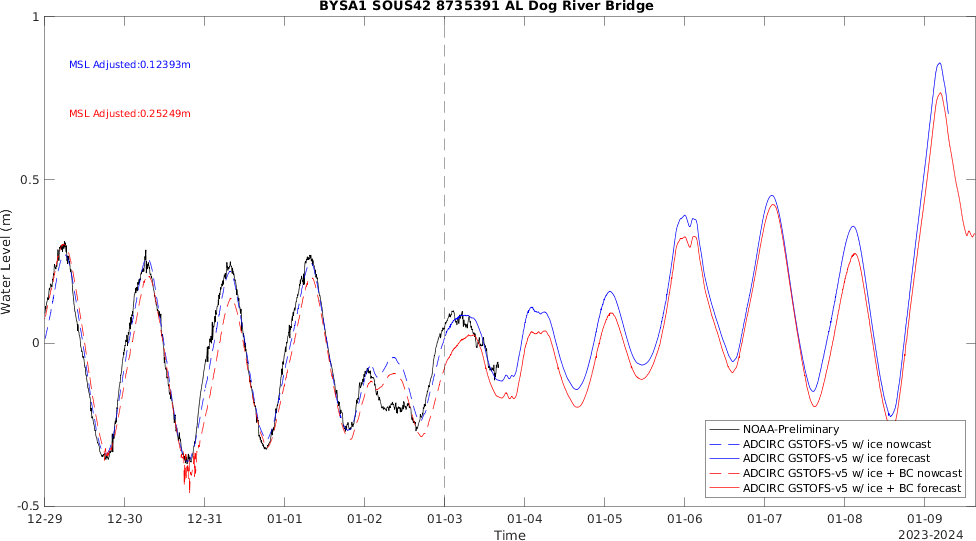 BYSA1 SOUS42 8735391 AL Dog River Bridge
MSL Adjusted:0.12393m
MSL Adjusted:0.25249m
Water Level (m)
1
0.5
0
-0.5
12-29 12-30 12-31 01-01 01-02 01-03 01-04 01-05 01-06 01-07 01-08 01-09
Time
2023-2024
NOAA-Preliminary
ADCIRC GSTOFS-v5 w/ ice nowcast
ADCIRC GSTOFS-v5 w/ ice forecast
ADCIRC GSTOFS-v5 w/ ice + BC nowcast
ADCIRC GSTOFS-v5 w/ ice + BC forecast